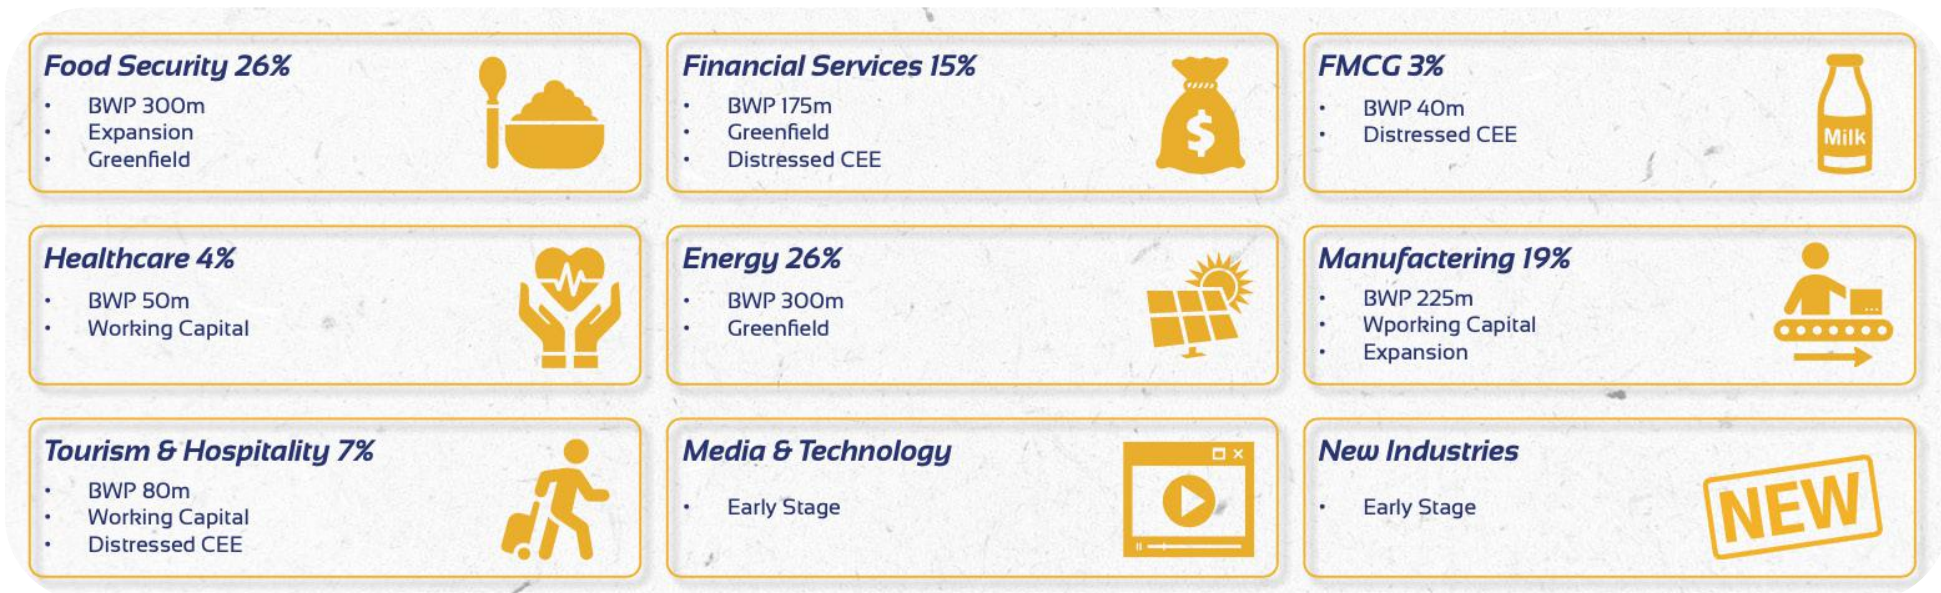 Food Security 26%
• BWP 300m
• Expansion
• Greenfield
Financial Services 15%
• BWP 175m
• Greenfield
• Distressed CEE
$
FMCG 3%
• BWP 40m
• Distressed CEE
Milk
Healthcare 4%
• BWP 50m
• Working Capital
Energy 26%
• BWP 300m
• Greenfield
Manufactering 19%
• BWP 225m
• Wporking Capital
• Expansion
Tourism & Hospitality 7%
• BWP 80m
• Working Capital
• Distressed CEE
Media & Technology
• Early Stage
New Industries
• Early Stage
NEW